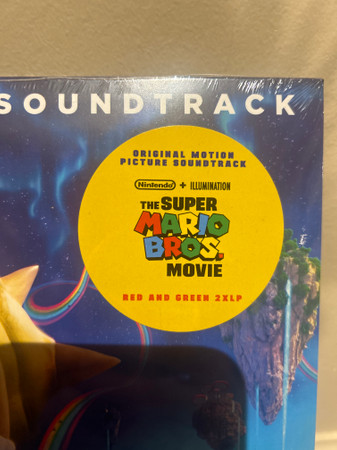 SOUNDTRACK
ORIGINAL MOTION
PICTURE SOUNDTRACK
Nintendo + ILLUMINATION
THE SUPER
MARIO
BROS.
MOVIE
RED AND GREEN 2XLP